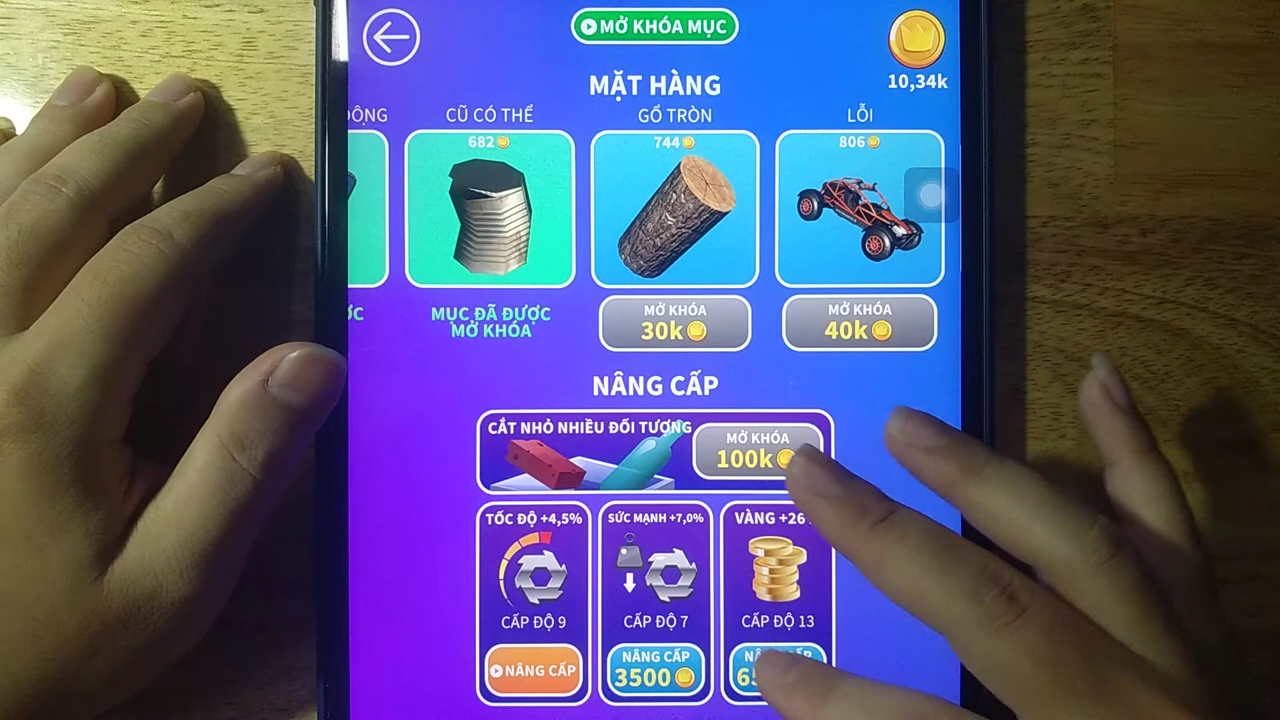 MỞ KHÓA MỤC
10,34k
MẶT HÀNG
CŨ CÓ THỂ
GỔ TRÒN
LỖI
682
744
806
MỤC ĐÃ ĐƯỢC
MỞ KHÓA
MỞ KHÓA
30k
MỞ KHÓA
40k
NÂNG CẤP
CẮT NHỎ NHIỀU ĐỐI TƯỢNG
MỞ KHÓA
100k
TỐC ĐỘ +4,5%
SỨC MẠNH +7,0%
VÀNG +26
CẤP ĐỘ 9
CẤP ĐỘ 7
CẤP ĐỘ 13
NÂNG CẤP
NÂNG CẤP
3500
NÂNG CẤP